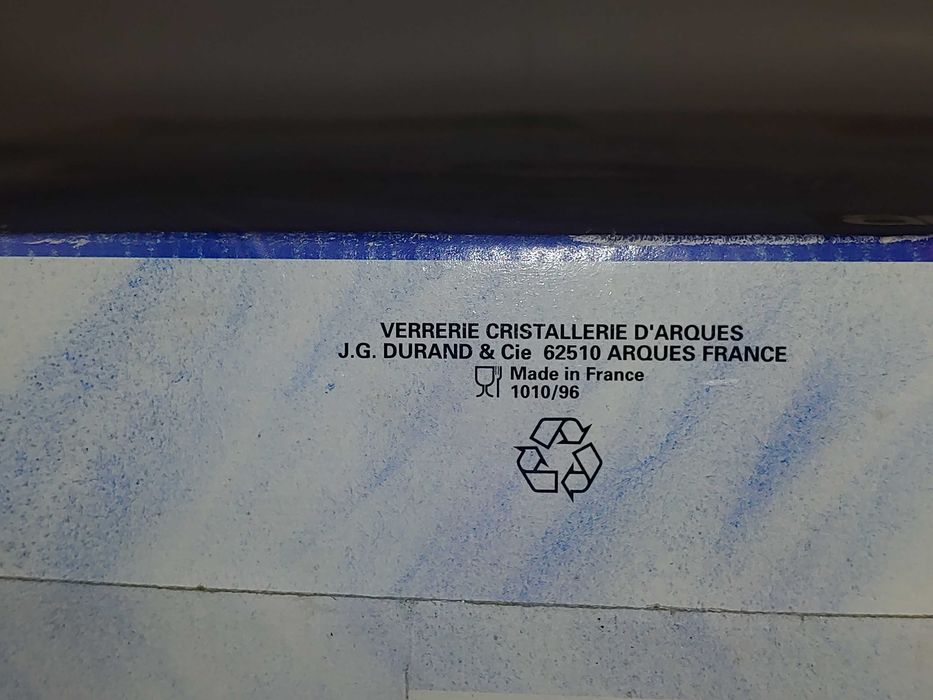 VERRERiE CRISTALLERIE D'ARQUES
J.G. DURAND & Cie 62510 ARQUES FRANCE
Made in France
1010/96